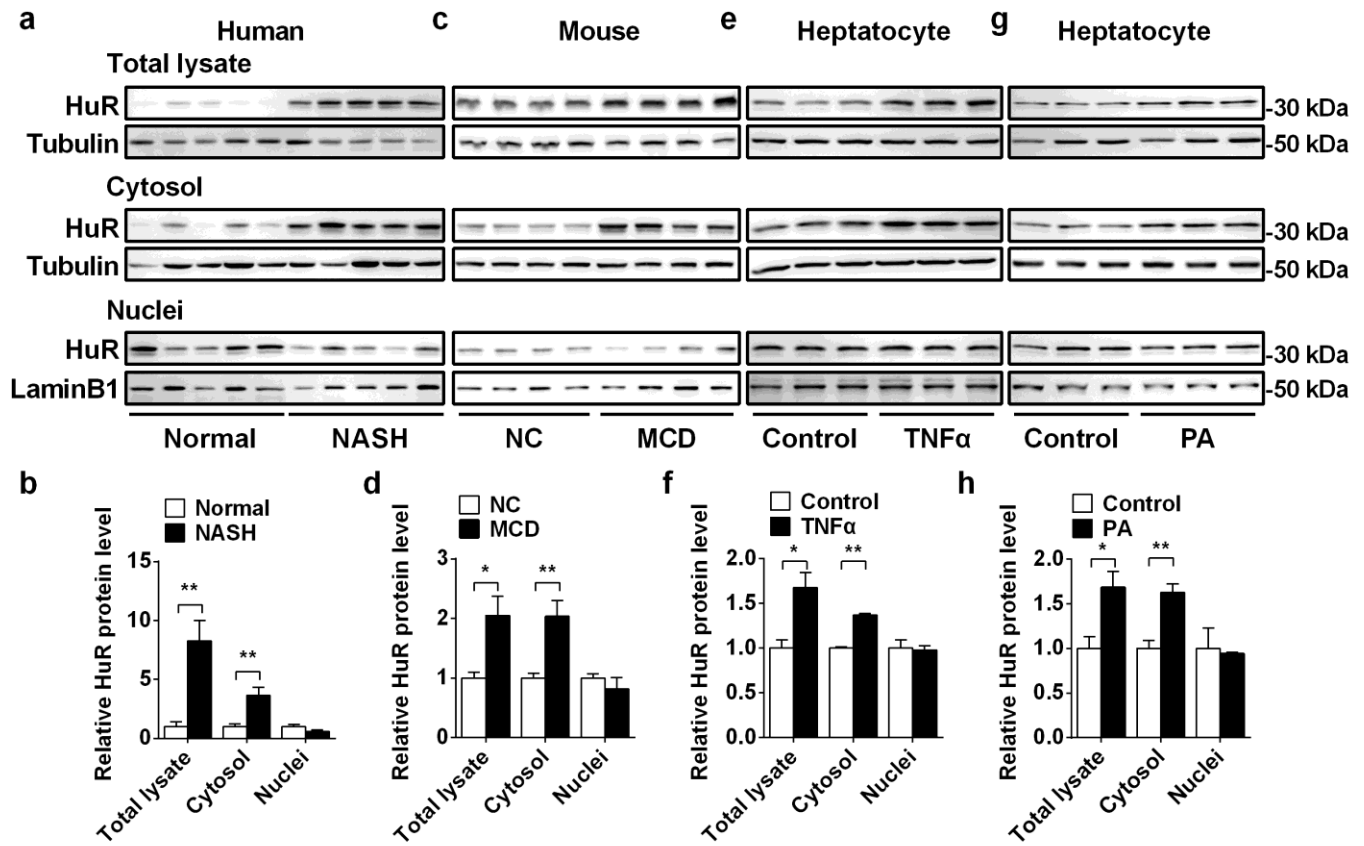 a
Human
c
Mouse
e
Heptatocyte
g
Heptatocyte
Total lysate
HuR
-30 kDa
Tubulin
-50 kDa
Cytosol
HuR
-30 kDa
Tubulin
-50 kDa
Nuclei
HuR
-30 kDa
LaminB1
-50 kDa
Normal
NASH
NC
MCD
Control
TNFα
Control
PA
b
Normal
NASH
Relative HuR protein level
15
10
5
0
**
**
Total lysate
Cytosol
Nuclei
d
NC
MCD
Relative HuR protein level
3
2
1
0
*
**
Total lysate
Cytosol
Nuclei
f
Control
TNFα
Relative HuR protein level
2.0
1.5
1.0
0.5
0.0
*
**
Total lysate
Cytosol
Nuclei
h
Control
PA
Relative HuR protein level
2.0
1.5
1.0
0.5
0.0
*
**
Total lysate
Cytosol
Nuclei